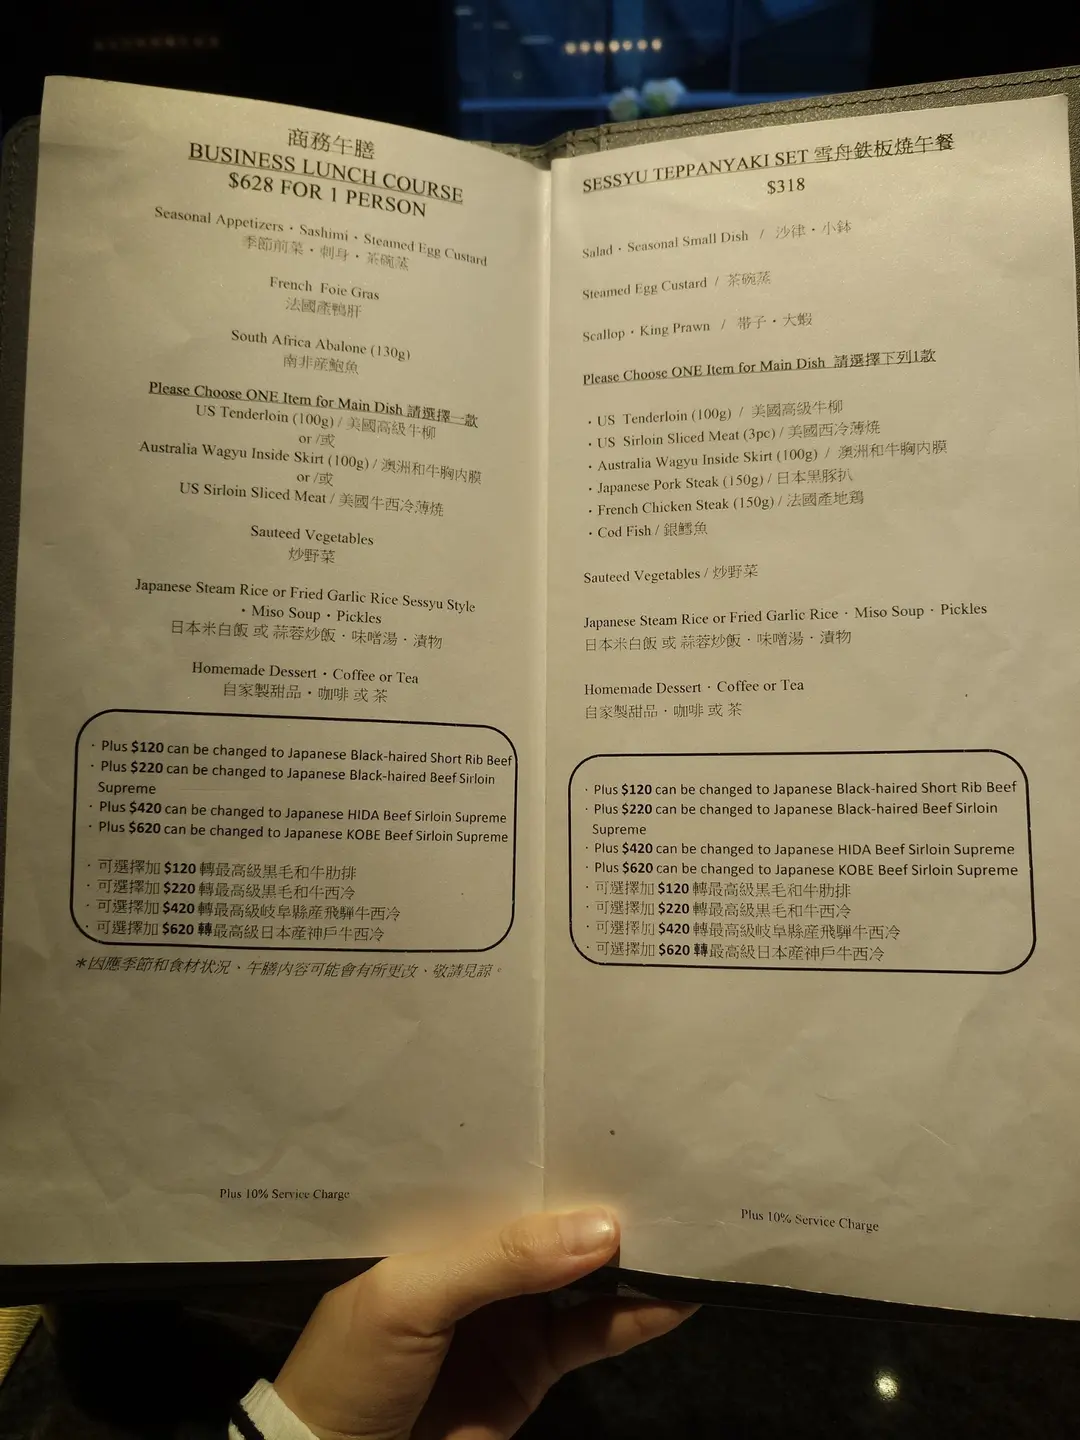 商務午膳
BUSINESS LUNCH COURSE
$628 FOR 1 PERSON
Seasonal Appetizers・Sashimi・Steamed Egg Custard
季節前菜・刺身・茶碗蒸
French Foie Gras
法國產鴨肝
South Africa Abalone (130g)
南非産鮑魚
Please Choose ONE Item for Main Dish 請選擇一款
US Tenderloin (100g) / 美國高級牛柳
or /或
Australia Wagyu Inside Skirt (100g) / 澳洲和牛胸内膜
or /或
US Sirloin Sliced Meat / 美國牛西冷薄燒
Sauteed Vegetables
炒野菜
Japanese Steam Rice or Fried Garlic Rice Sessyu Style
・Miso Soup・Pickles
日本米白飯 或 蒜蓉炒飯・味噌湯・漬物
Homemade Dessert・Coffee or Tea
自家製甜品・咖啡 或 茶
· Plus $120 can be changed to Japanese Black-haired Short Rib Beef
· Plus $220 can be changed to Japanese Black-haired Beef Sirloin
Supreme
· Plus $420 can be changed to Japanese HIDA Beef Sirloin Supreme
· Plus $620 can be changed to Japanese KOBE Beef Sirloin Supreme
· 可選擇加 $120 轉最高級黒毛和牛肋排
· 可選擇加 $220 轉最高級黒毛和牛西冷
· 可選擇加 $420 轉最高級岐阜縣産飛騨牛西冷
· 可選擇加 $620 轉最高級日本産神戶牛西冷
＊因應季節和食材狀況、午膳内容可能會有所更改、敬請見諒。
Plus 10% Service Charge
SESSYU TEPPANYAKI SET 雪舟鉄板燒午餐
$318
Salad・Seasonal Small Dish / 沙律・小鉢
Steamed Egg Custard / 茶碗蒸
Scallop・King Prawn / 帯子・大蝦
Please Choose ONE Item for Main Dish 請選擇下列1款
· US Tenderloin (100g) / 美國高級牛柳
· US Sirloin Sliced Meat (3pc) / 美國西冷薄燒
· Australia Wagyu Inside Skirt (100g) / 澳洲和牛胸内膜
· Japanese Pork Steak (150g) / 日本黒豚扒
· French Chicken Steak (150g) / 法國產地鶏
· Cod Fish / 銀鱈魚
Sauteed Vegetables / 炒野菜
Japanese Steam Rice or Fried Garlic Rice・Miso Soup・Pickles
日本米白飯 或 蒜蓉炒飯・味噌湯・漬物
Homemade Dessert・Coffee or Tea
自家製甜品・咖啡 或 茶
· Plus $120 can be changed to Japanese Black-haired Short Rib Beef
· Plus $220 can be changed to Japanese Black-haired Beef Sirloin
Supreme
· Plus $420 can be changed to Japanese HIDA Beef Sirloin Supreme
· Plus $620 can be changed to Japanese KOBE Beef Sirloin Supreme
· 可選擇加 $120 轉最高級黒毛和牛肋排
· 可選擇加 $220 轉最高級黒毛和牛西冷
· 可選擇加 $420 轉最高級岐阜縣産飛騨牛西冷
· 可選擇加 $620 轉最高級日本産神戶牛西冷
Plus 10% Service Charge